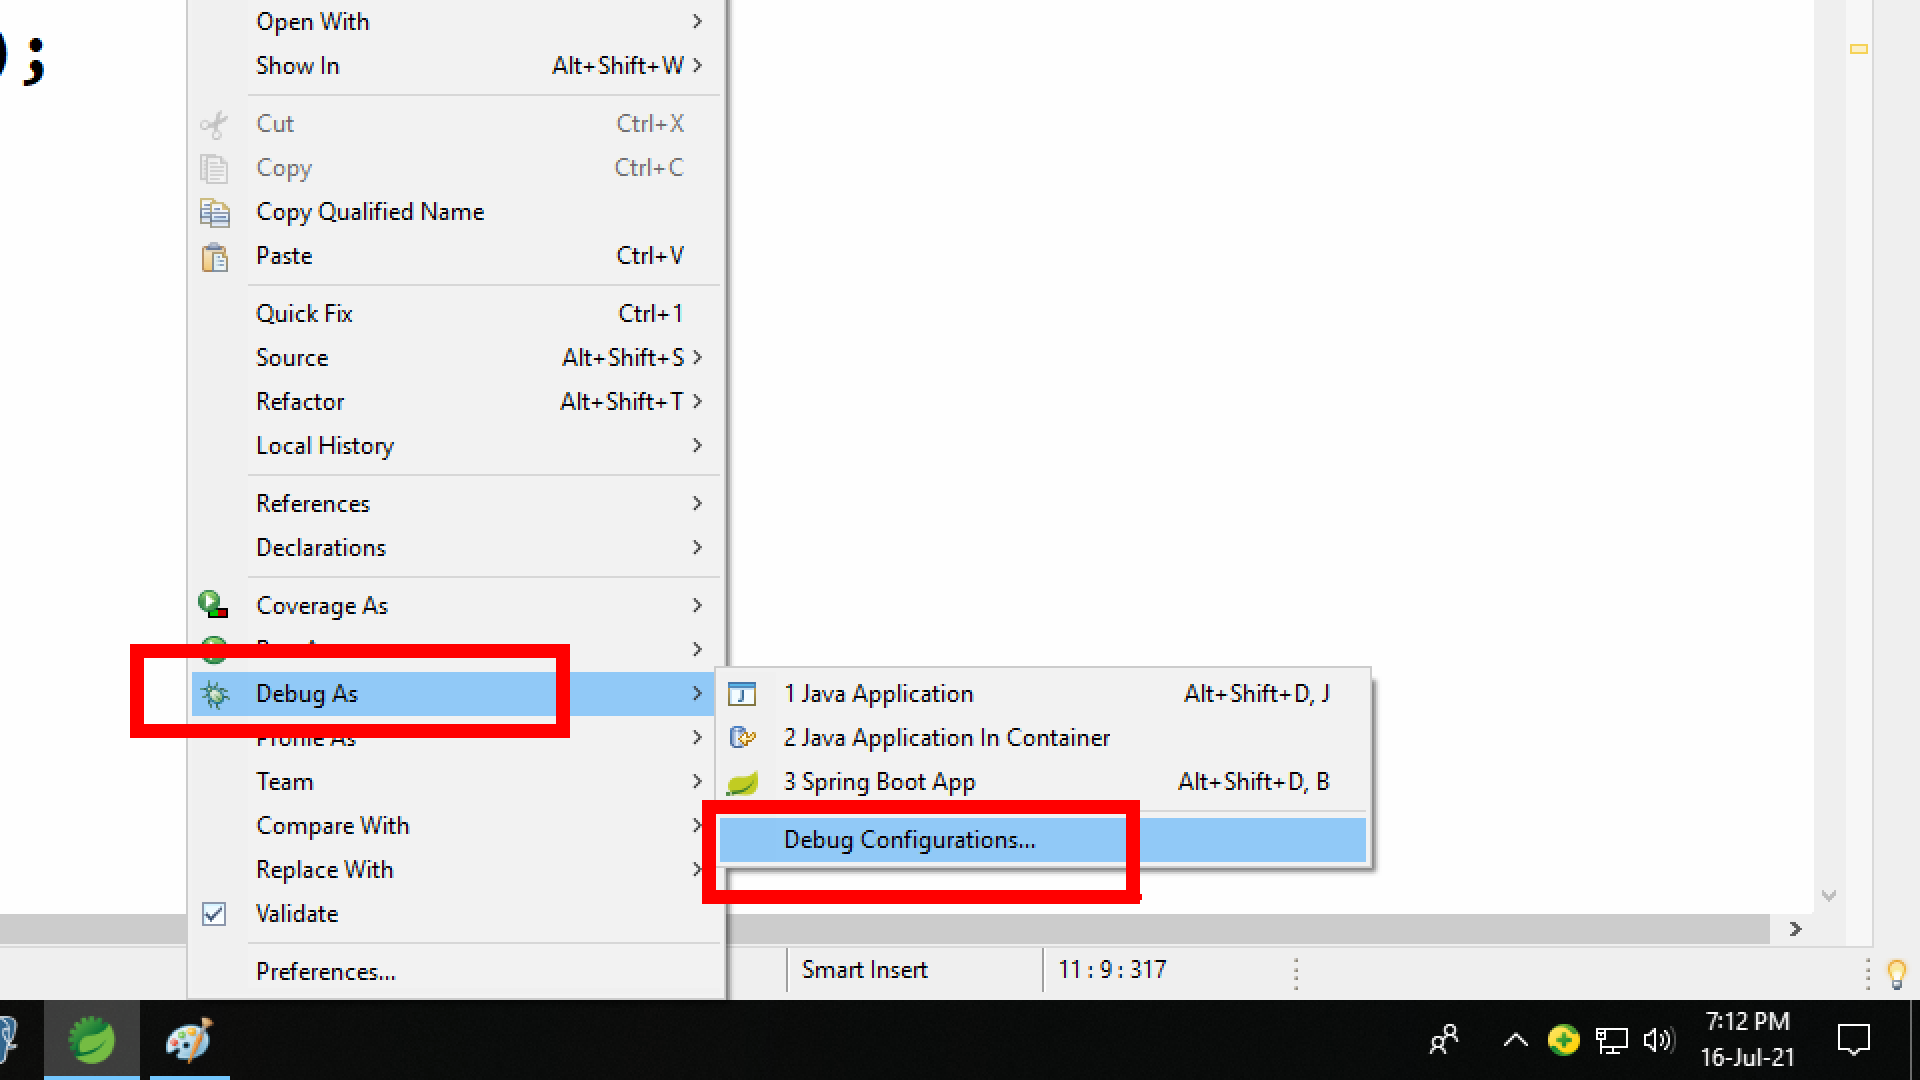 );
Open With
Show In Alt+Shift+W
Cut Ctrl+X
Copy Ctrl+C
Copy Qualified Name
Paste Ctrl+V
Quick Fix Ctrl+1
Source Alt+Shift+S
Refactor Alt+Shift+T
Local History
References
Declarations
Coverage As
Debug As
Profile As
Team
Compare With
Replace With
Validate
Preferences...
1 Java Application Alt+Shift+D, J
2 Java Application In Container
3 Spring Boot App Alt+Shift+D, B
Debug Configurations...
Smart Insert
11 : 9 : 317
7:12 PM
16-Jul-21